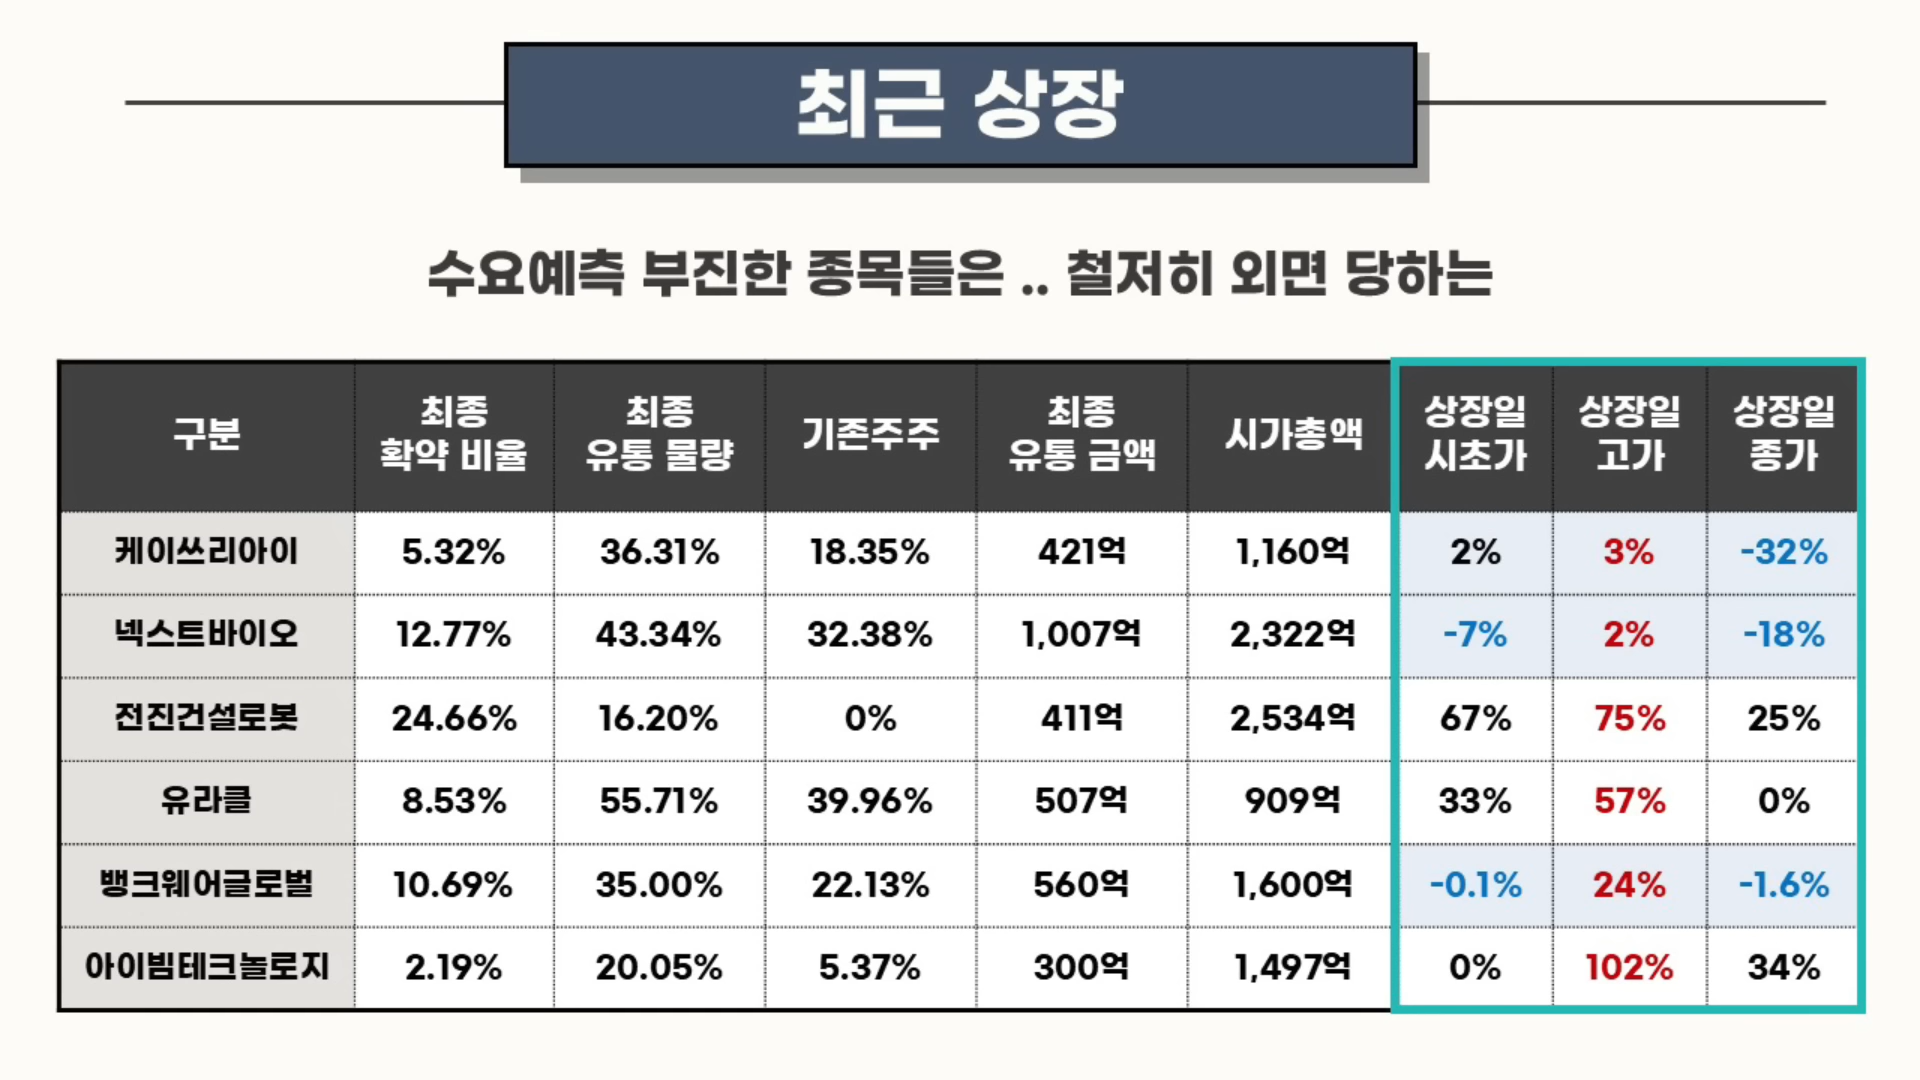 최근 상장
수요예측 부진한 종목들은 .. 철저히 외면 당하는
구분 최종 확약 비율 최종 유통 물량 기존주주 최종 유통 금액 시가총액 상장일 시초가 상장일 고가 상장일 종가
케이쓰리아이 5.32% 36.31% 18.35% 421억 1,160억 2% 3% -32%
넥스트바이오 12.77% 43.34% 32.38% 1,007억 2,322억 -7% 2% -18%
전진건설로봇 24.66% 16.20% 0% 411억 2,534억 67% 75% 25%
유라클 8.53% 55.71% 39.96% 507억 909억 33% 57% 0%
뱅크웨어글로벌 10.69% 35.00% 22.13% 560억 1,600억 -0.1% 24% -1.6%
아이빔테크놀로지 2.19% 20.05% 5.37% 300억 1,497억 0% 102% 34%